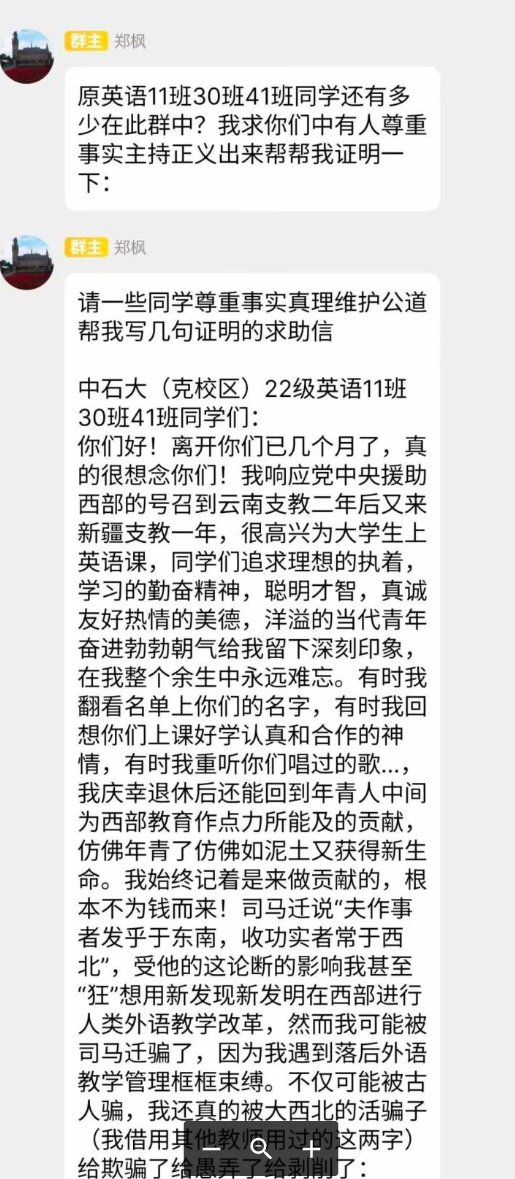 群主 郑枫
原英语11班30班41班同学还有多
少在此群中？我求你们中有人尊重
事实主持正义出来帮帮我证明一
下：
群主 郑枫
请一些同学尊重事实真理维护公道
帮我写几句证明的求助信
中石大（克校区）22级英语11班
30班41班同学们：
你们好！离开你们已几个月了，真
的很想念你们！我响应党中央援助
西部的号召到云南支教二年后又来
新疆支教一年，很高兴为大学生上
英语课，同学们追求理想的执着，
学习的勤奋精神，聪明才智，真诚
友好热情的美德，洋溢的当代青年
奋进勃勃朝气给我留下深刻印象，
在我整个余生中永远难忘。有时我
翻看名单上你们的名字，有时我回
想你们上课好学认真和合作的神
情，有时我重听你们唱过的歌...，
我庆幸退休后还能回到年青人中间
为西部教育作点力所能及的贡献，
仿佛年青了仿佛如泥土又获得新生
命。我始终记着是来做贡献的，根
本不为钱而来！司马迁说“夫作事
者发乎于东南，收功实者常于西
北”，受他的这论断的影响我甚至
“狂”想用新发现新发明在西部进行
人类外语教学改革，然而我可能被
司马迁骗了，因为我遇到落后外语
教学管理框框束缚。不仅可能被古
人骗，我还真的被大西北的活骗子
（我借用其他教师用过的这两字）
给欺骗了给愚弄了给剥削了：